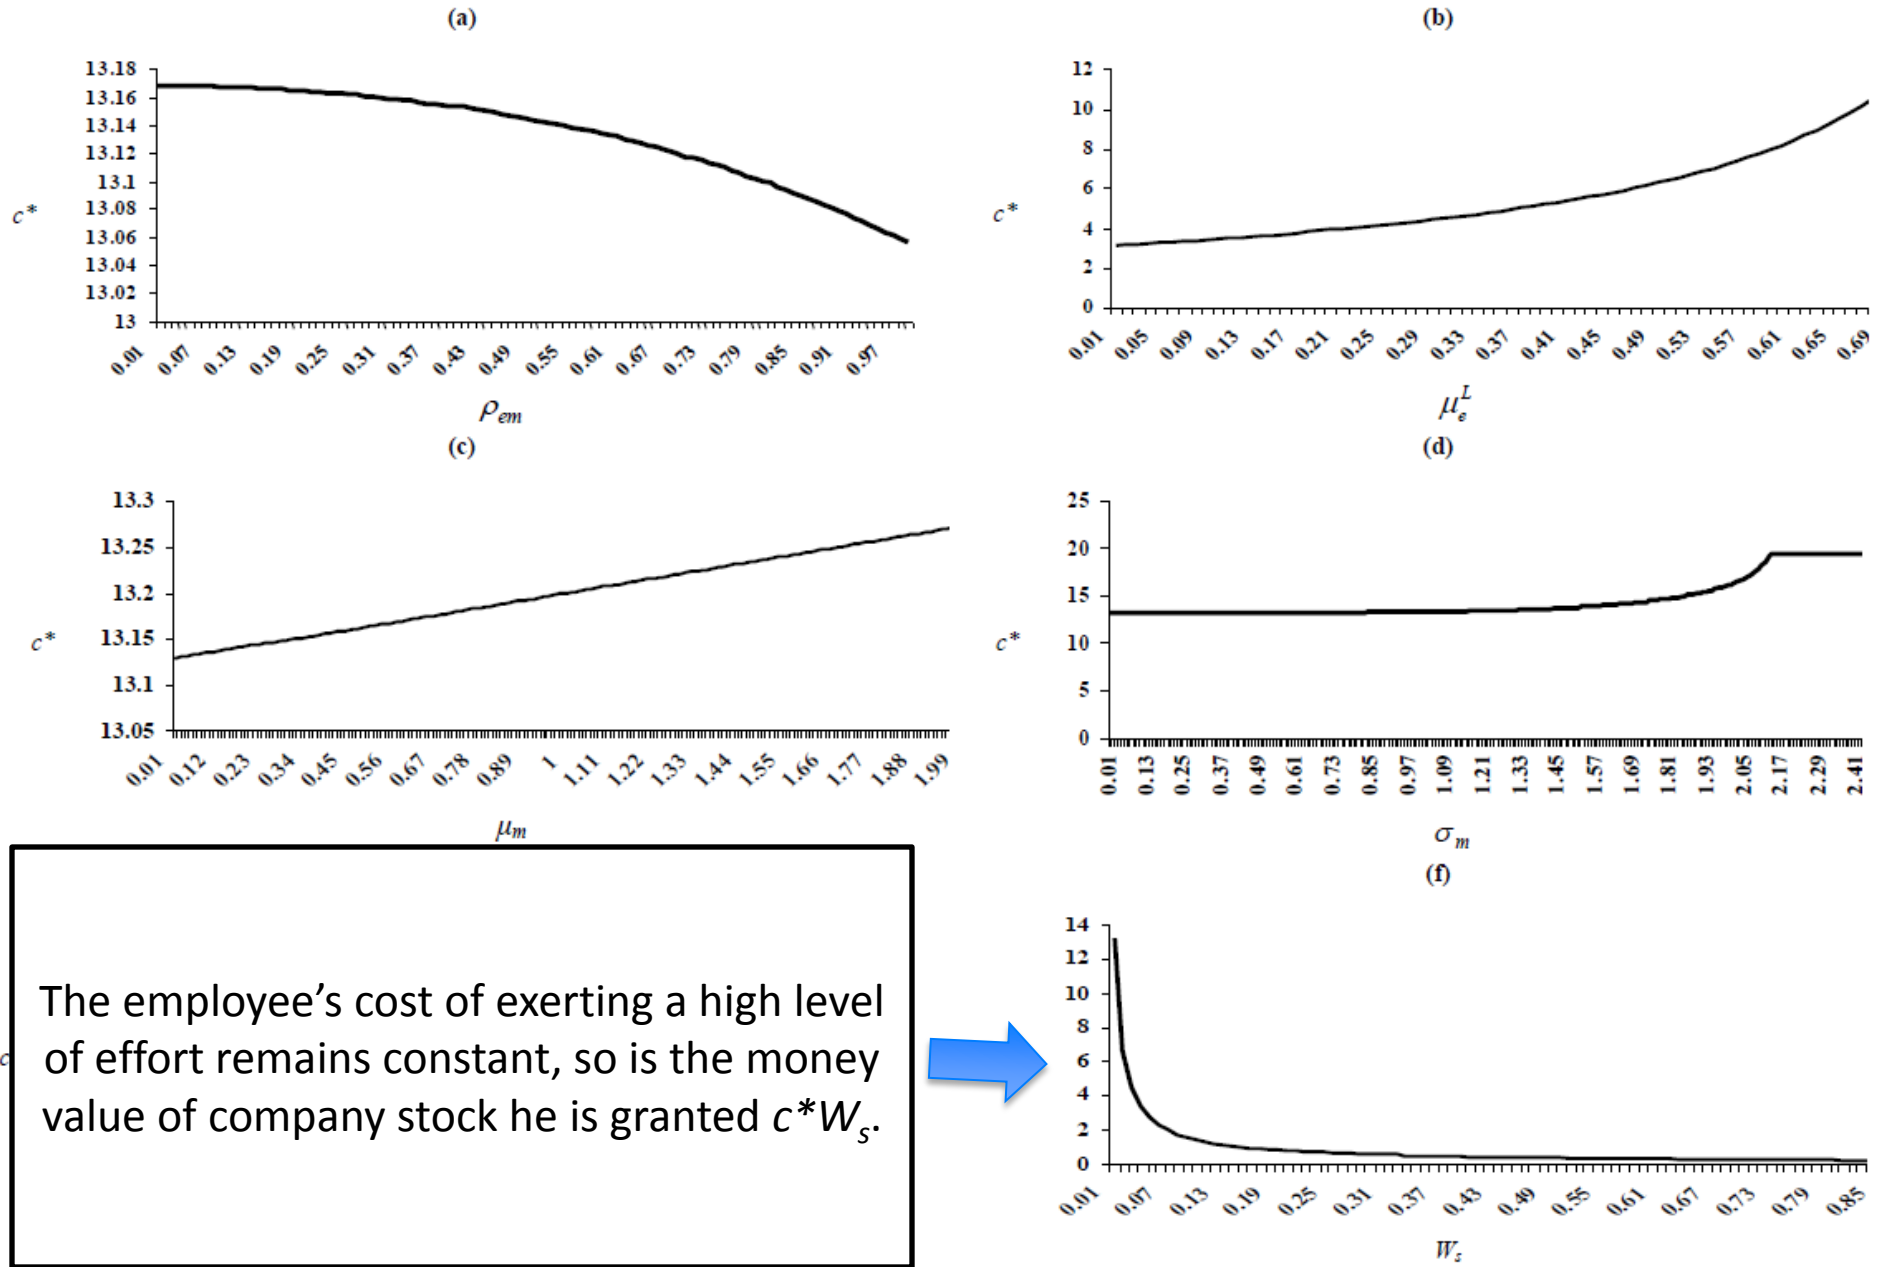 (a)
13.18
13.16
13.14
13.12
13.1
13.08
13.06
13.04
13.02
13
c*
0.01 0.07 0.13 0.19 0.25 0.31 0.37 0.43 0.49 0.55 0.61 0.67 0.73 0.79 0.85 0.91 0.97
ρem
(b)
12
10
8
6
4
2
0
c*
0.01 0.05 0.09 0.13 0.17 0.21 0.25 0.29 0.33 0.37 0.41 0.45 0.49 0.53 0.57 0.61 0.65 0.69
μeL
(c)
13.3
13.25
13.2
13.15
13.1
13.05
c*
0.01 0.12 0.23 0.34 0.45 0.56 0.67 0.78 0.89 1 1.11 1.22 1.33 1.44 1.55 1.66 1.77 1.88 1.99
μm
(d)
25
20
15
10
5
0
c*
0.01 0.13 0.25 0.37 0.49 0.61 0.73 0.85 0.97 1.09 1.21 1.33 1.45 1.57 1.69 1.81 1.93 2.05 2.17 2.29 2.41
σm
c
The employee’s cost of exerting a high level
of effort remains constant, so is the money
value of company stock he is granted c*Ws.
(f)
14
12
10
8
6
4
2
0
0.01 0.07 0.13 0.19 0.25 0.31 0.37 0.43 0.49 0.55 0.61 0.67 0.73 0.79 0.85
Ws